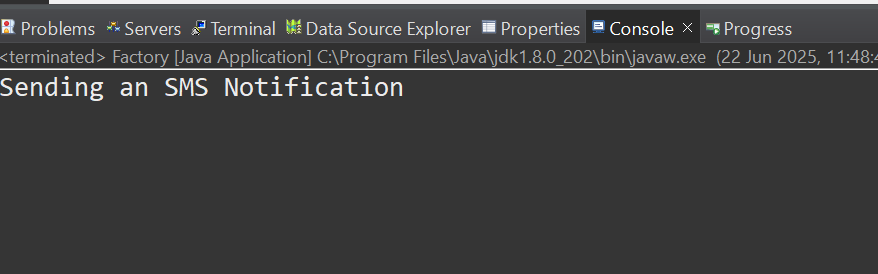 Problems Servers Terminal Data Source Explorer Properties Console Progress
<terminated> Factory [Java Application] C:\Program Files\Java\jdk1.8.0_202\bin\javaw.exe (22 Jun 2025, 11:48:4
Sending an SMS Notification